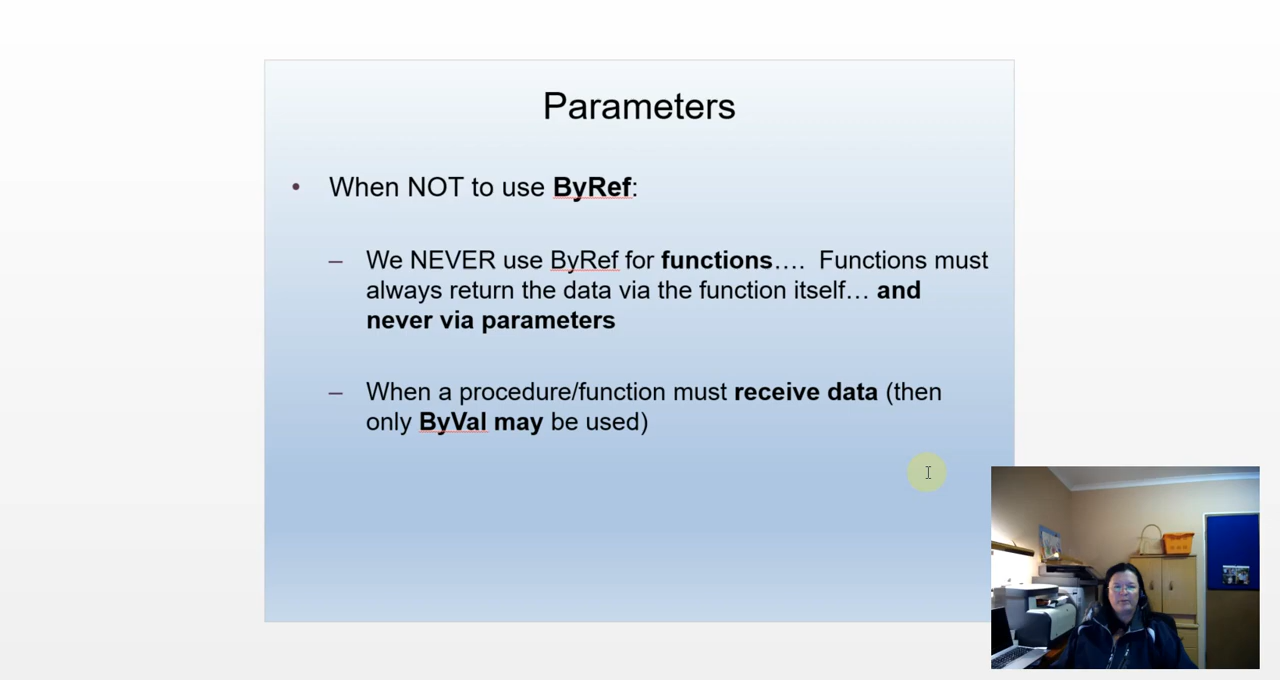 Parameters
• When NOT to use ByRef:
– We NEVER use ByRef for functions…. Functions must
always return the data via the function itself… and
never via parameters
– When a procedure/function must receive data (then
only ByVal may be used)